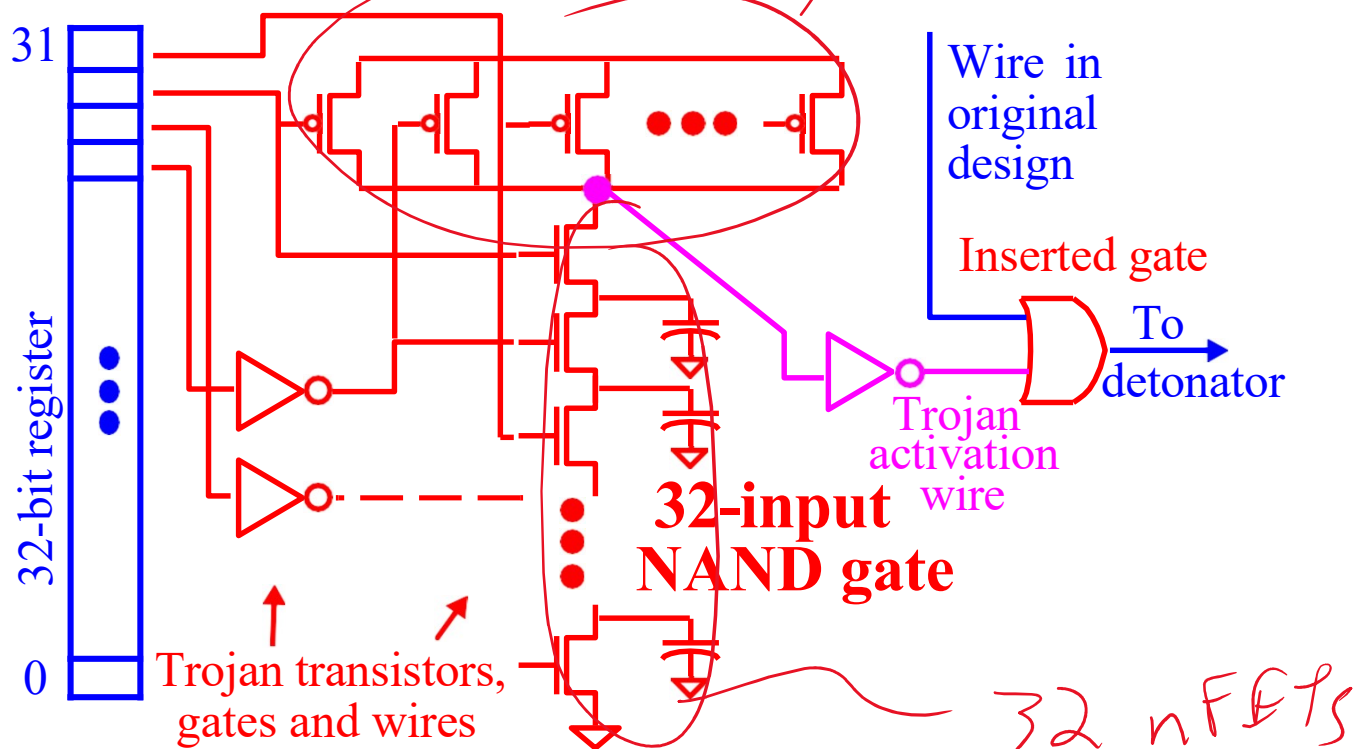 31
Wire in
original
design
Inserted gate
To
detonator
Trojan
activation
wire
32-bit register
32-input
NAND gate
0
Trojan transistors,
gates and wires
32 nFETs